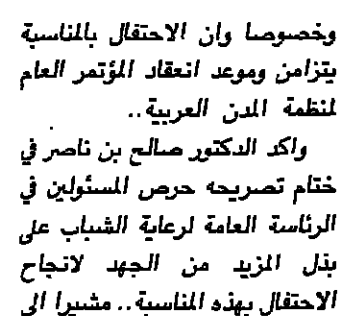 وخصوصا وان الاحتفال بالمناسبة
يتزامن وموعد انعقاد المؤتمر العام
لمنظمة المدن العربية ..
واكد الدكتور صالح بن ناصر في
ختام تصريحه حرص المسئولين في
الرئاسة العامة لرعاية الشباب على
بذل المزيد من الجهد لانجاح
الاحتفال بهذه المناسبة .. مشيرا الى